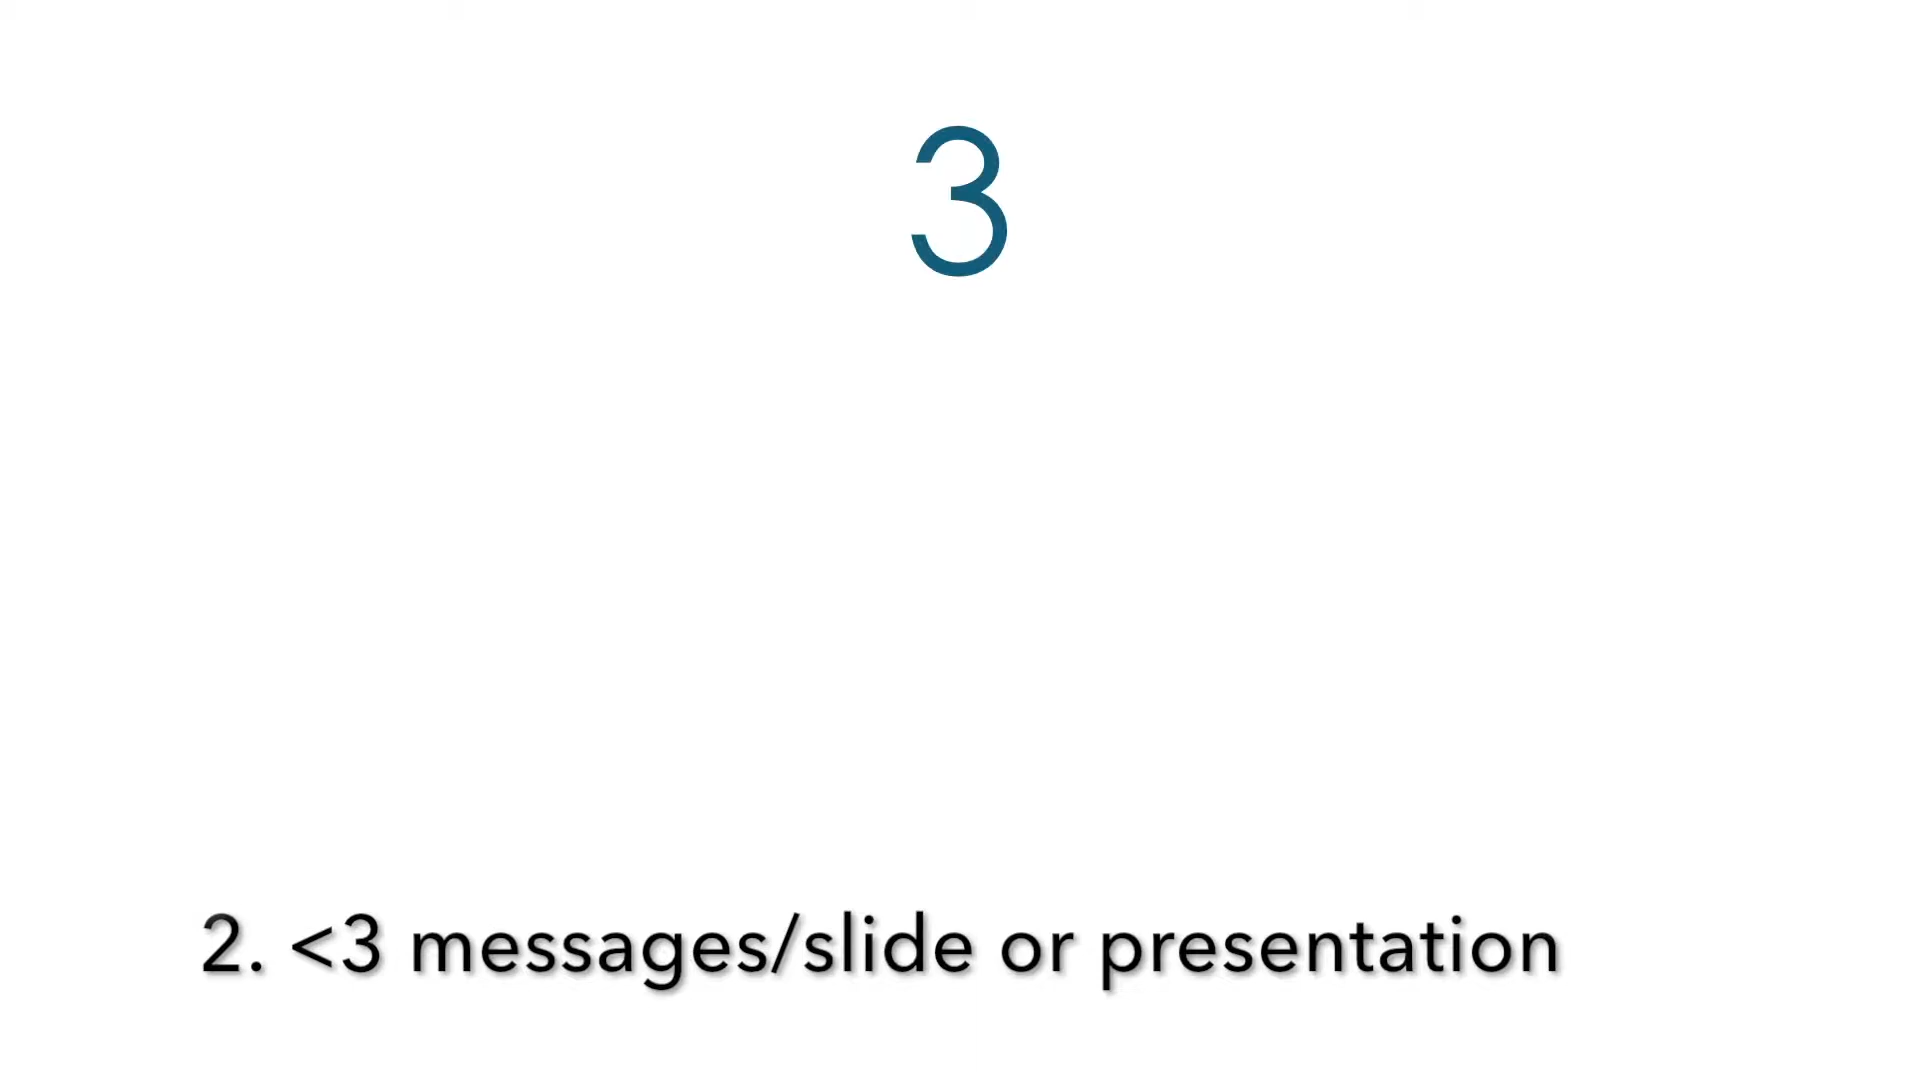 3
2. <3 messages/slide or presentation